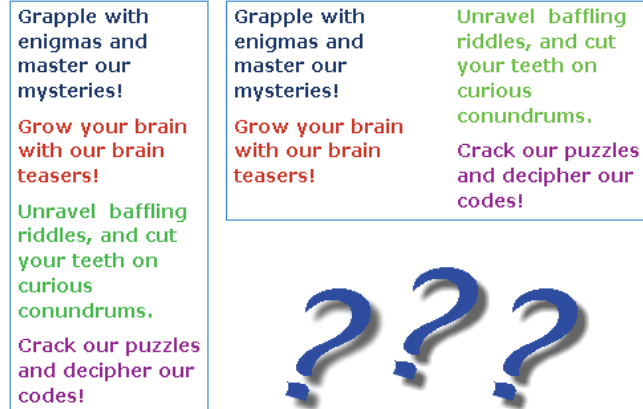 Grapple with
enigmas and
master our
mysteries!
Grow your brain
with our brain
teasers!
Unravel  baffling
riddles, and cut
your teeth on
curious
conundrums.
Crack our puzzles
and decipher our
codes!
Grapple with
enigmas and
master our
mysteries!
Grow your brain
with our brain
teasers!
Unravel  baffling
riddles, and cut
your teeth on
curious
conundrums.
Crack our puzzles
and decipher our
codes!
? ? ?